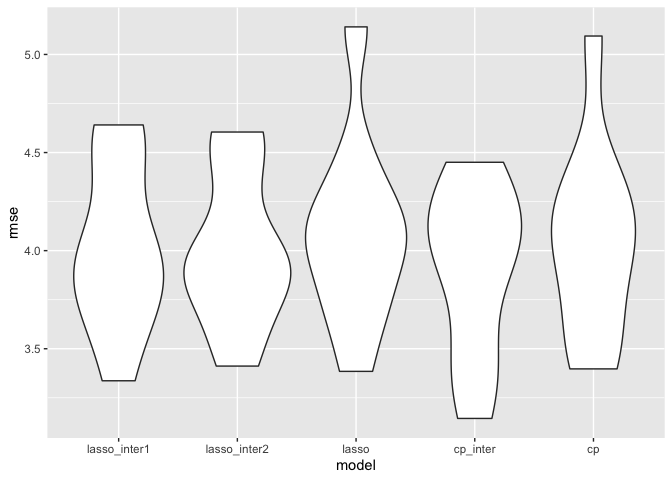 5.0
4.5
4.0
3.5
rmse
lasso_inter1 lasso_inter2 lasso cp_inter cp
model